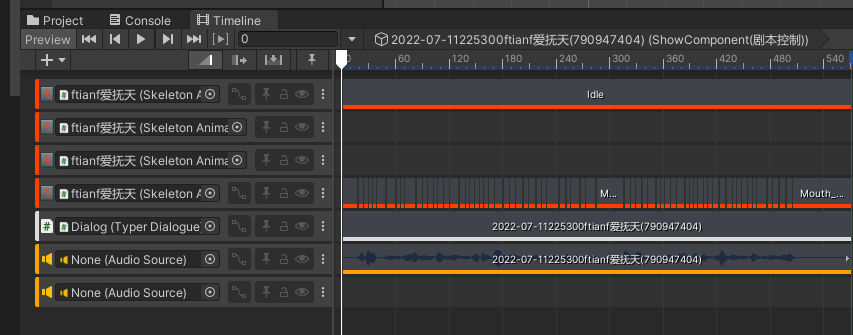 Project Console Timeline
Preview 0 2022-07-11225300ftianf爱抚天(790947404) (ShowComponent(剧本控制))
60 120 180 240 300 360 420 480 540
ftianf爱抚天 (Skeleton A Idle
ftianf爱抚天 (Skeleton Anima
ftianf爱抚天 (Skeleton Anima
ftianf爱抚天 (Skeleton A M... Mouth_...
Dialog (Typer Dialogue 2022-07-11225300ftianf爱抚天(790947404)
None (Audio Source) 2022-07-11225300ftianf爱抚天(790947404)
None (Audio Source)